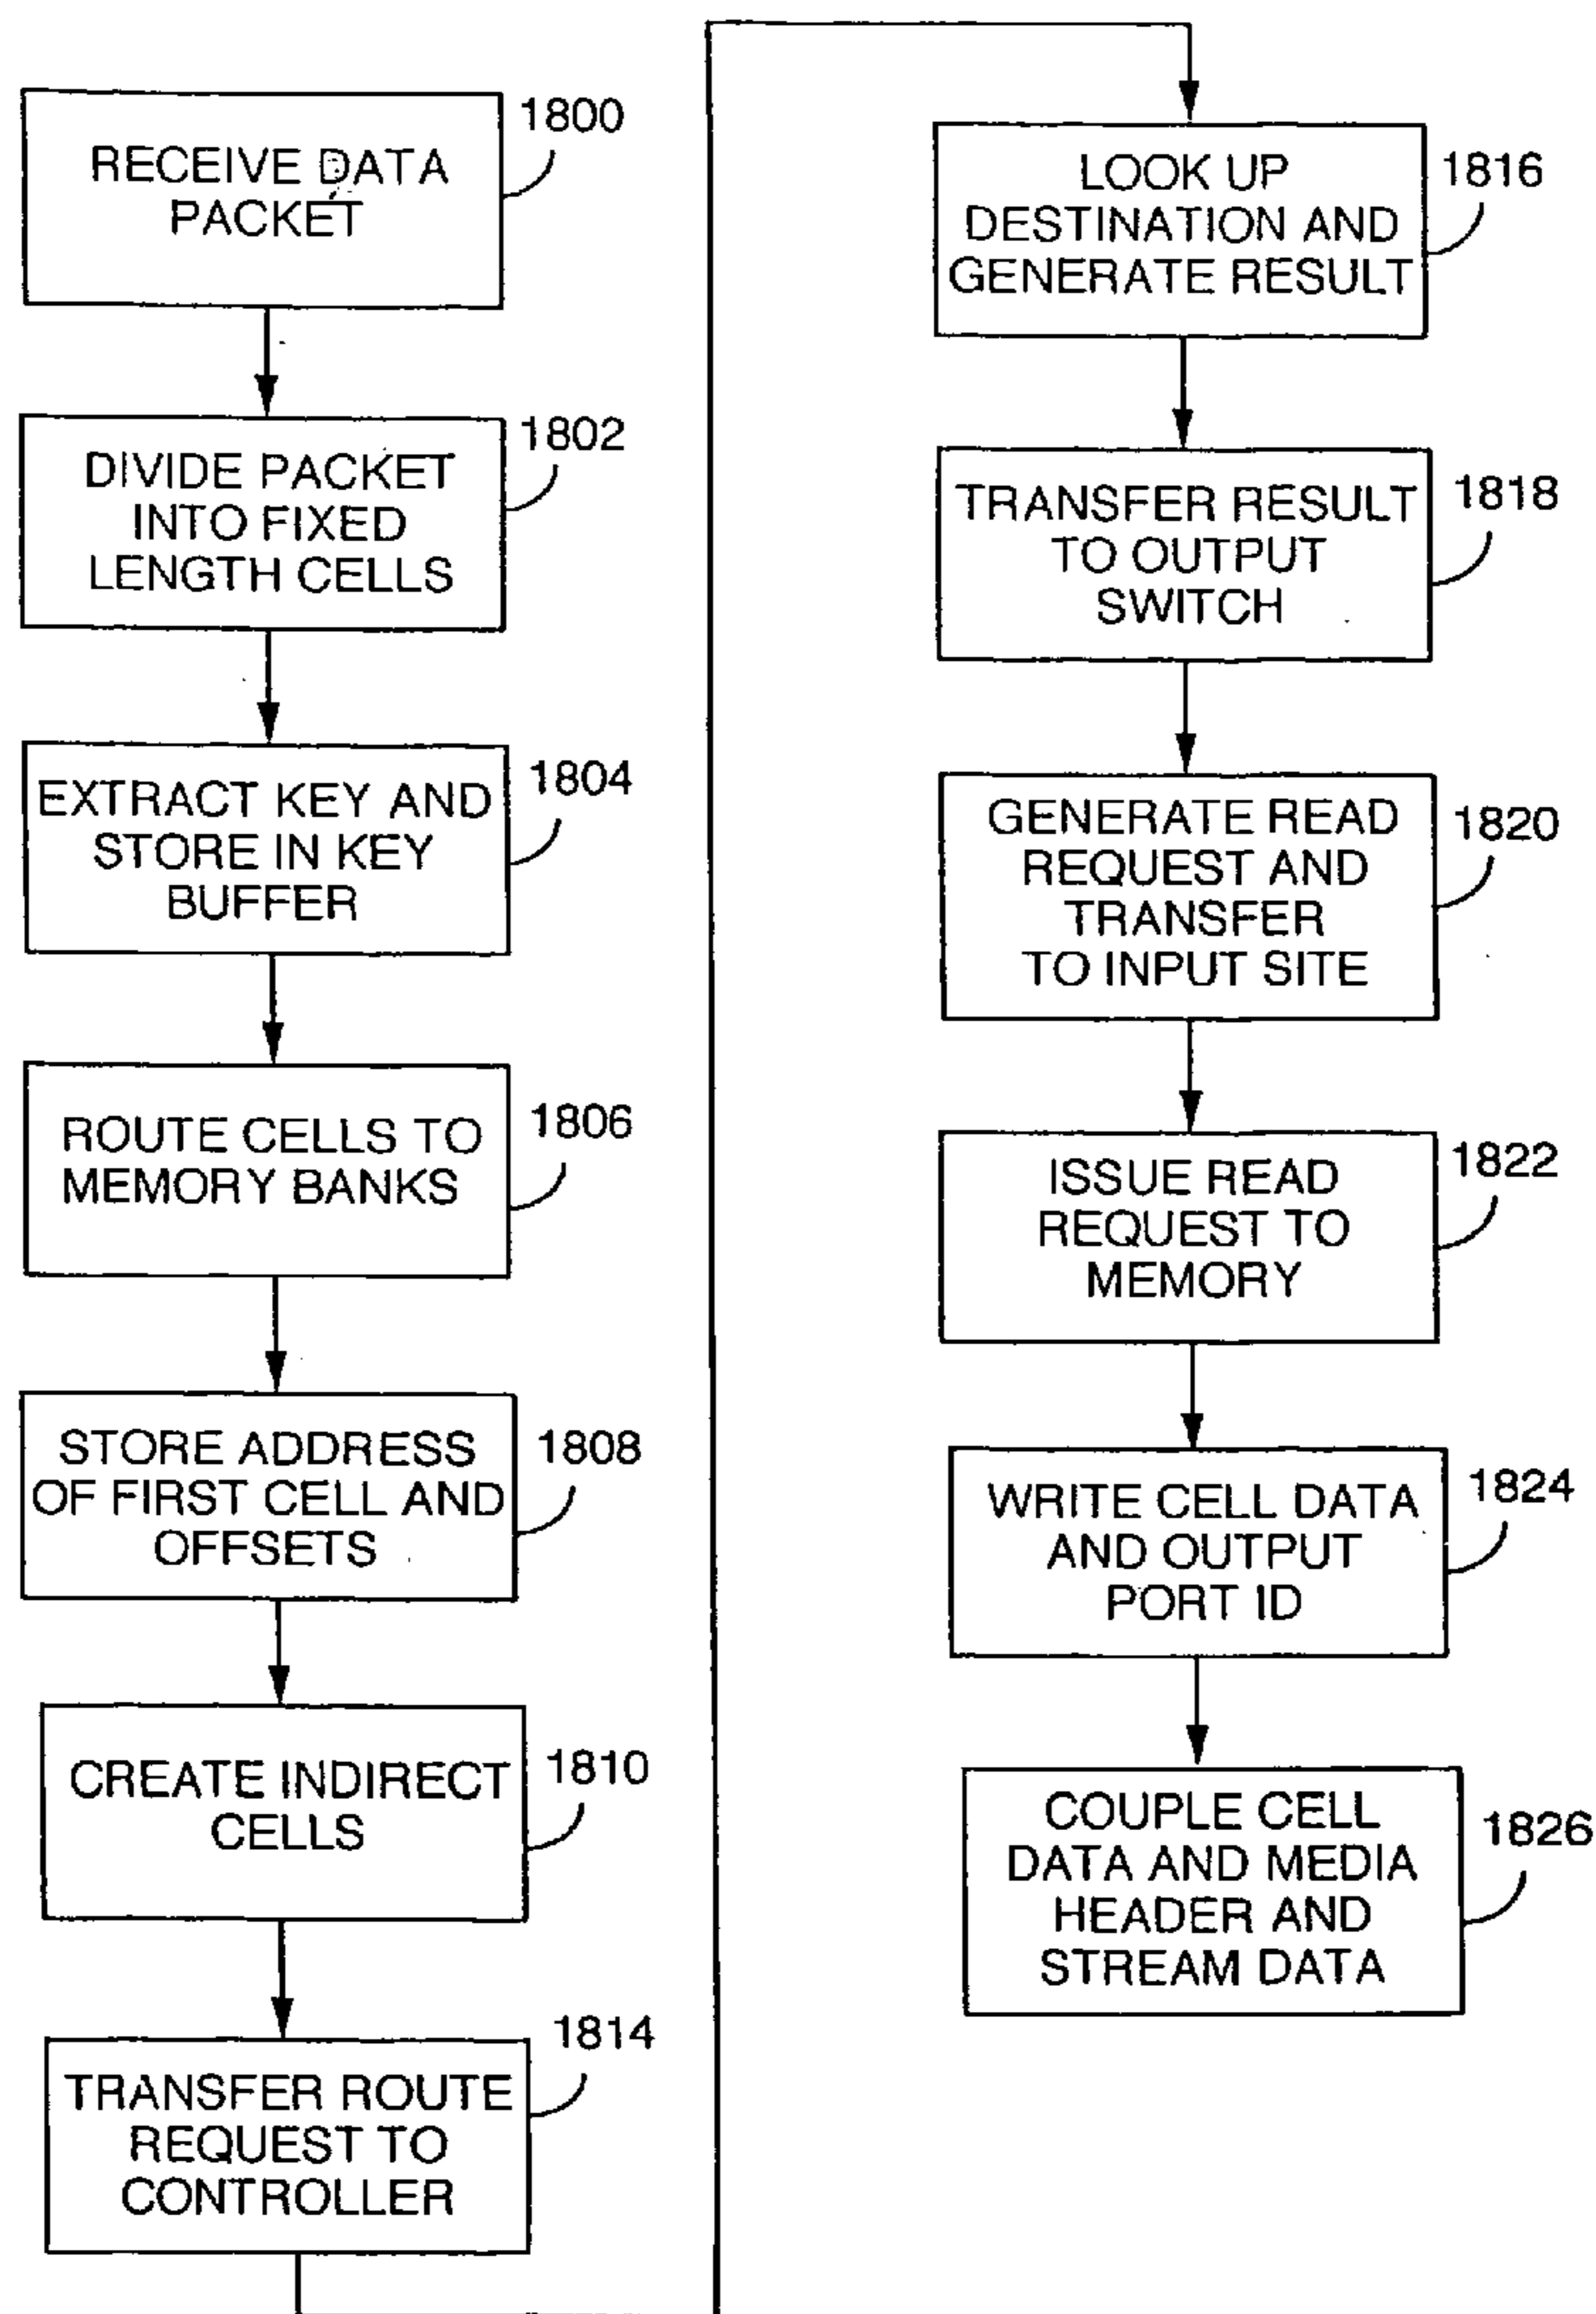 1800
RECEIVE DATA
PACKET
1802
DIVIDE PACKET
INTO FIXED
LENGTH CELLS
1804
EXTRACT KEY AND
STORE IN KEY
BUFFER
1806
ROUTE CELLS TO
MEMORY BANKS
1808
STORE ADDRESS
OF FIRST CELL AND
OFFSETS
1810
CREATE INDIRECT
CELLS
1814
TRANSFER ROUTE
REQUEST TO
CONTROLLER
1816
LOOK UP
DESTINATION AND
GENERATE RESULT
1818
TRANSFER RESULT
TO OUTPUT
SWITCH
1820
GENERATE READ
REQUEST AND
TRANSFER
TO INPUT SITE
1822
ISSUE READ
REQUEST TO
MEMORY
1824
WRITE CELL DATA
AND OUTPUT
PORT ID
1826
COUPLE CELL
DATA AND MEDIA
HEADER AND
STREAM DATA